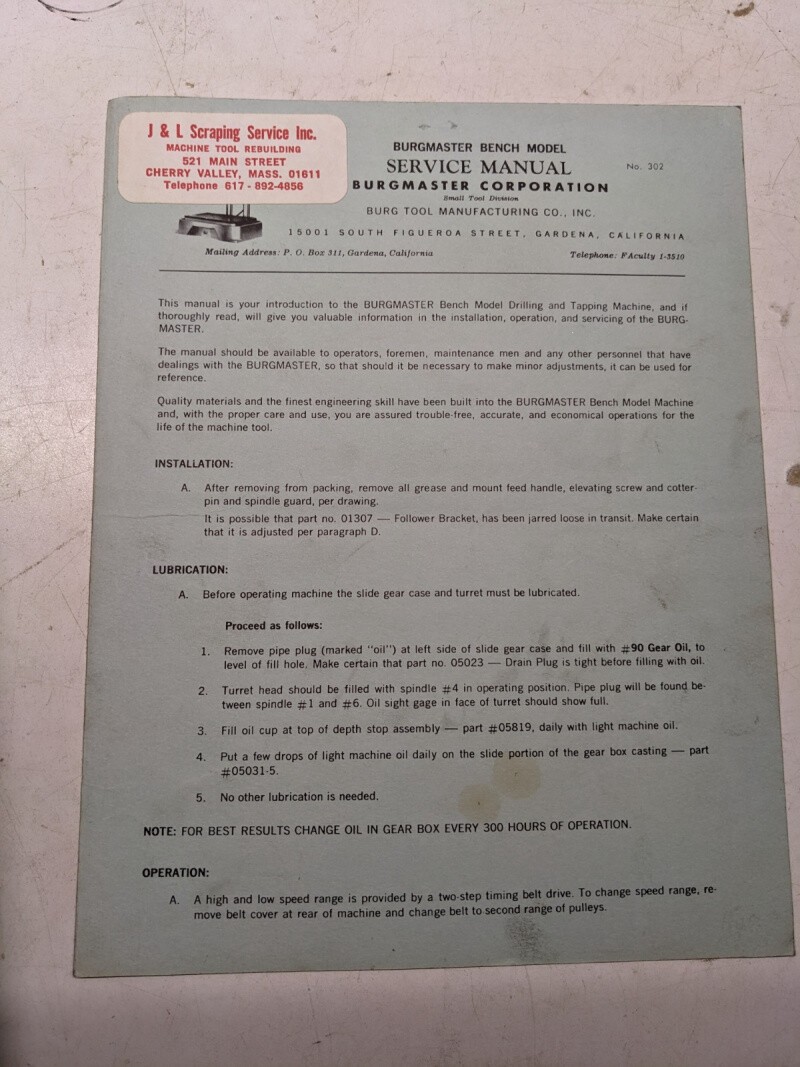 J & L Scraping Service Inc.
MACHINE TOOL REBUILDING
521 MAIN STREET
CHERRY VALLEY, MASS. 01611
Telephone 617 - 892-4856
BURGMASTER BENCH MODEL
SERVICE MANUAL
No. 302
BURGMASTER CORPORATION
Small Tool Division
BURG TOOL MANUFACTURING CO., INC.
15001 SOUTH FIGUEROA STREET, GARDENA, CALIFORNIA
Mailing Address: P. O. Box 311, Gardena, California
Telephone: FAculty 1-3510
This manual is your introduction to the BURGMASTER Bench Model Drilling and Tapping Machine, and if
thoroughly read, will give you valuable information in the installation, operation, and servicing of the BURG-
MASTER.
The manual should be available to operators, foremen, maintenance men and any other personnel that have
dealings with the BURGMASTER, so that should it be necessary to make minor adjustments, it can be used for
reference.
Quality materials and the finest engineering skill have been built into the BURGMASTER Bench Model Machine
and, with the proper care and use, you are assured trouble-free, accurate, and economical operations for the
life of the machine tool.
INSTALLATION:
A. After removing from packing, remove all grease and mount feed handle, elevating screw and cotter-
pin and spindle guard, per drawing.
It is possible that part no. 01307 — Follower Bracket, has been jarred loose in transit. Make certain
that it is adjusted per paragraph D.
LUBRICATION:
A. Before operating machine the slide gear case and turret must be lubricated.
Proceed as follows:
1. Remove pipe plug (marked "oil") at left side of slide gear case and fill with #90 Gear Oil, to
level of fill hole. Make certain that part no. 05023 — Drain Plug is tight before filling with oil.
2. Turret head should be filled with spindle #4 in operating position. Pipe plug will be found be-
tween spindle #1 and #6. Oil sight gage in face of turret should show full.
3. Fill oil cup at top of depth stop assembly — part #05819, daily with light machine oil.
4. Put a few drops of light machine oil daily on the slide portion of the gear box casting — part
#05031-5.
5. No other lubrication is needed.
NOTE: FOR BEST RESULTS CHANGE OIL IN GEAR BOX EVERY 300 HOURS OF OPERATION.
OPERATION:
A. A high and low speed range is provided by a two-step timing belt drive. To change speed range, re-
move belt cover at rear of machine and change belt to second range of pulleys.